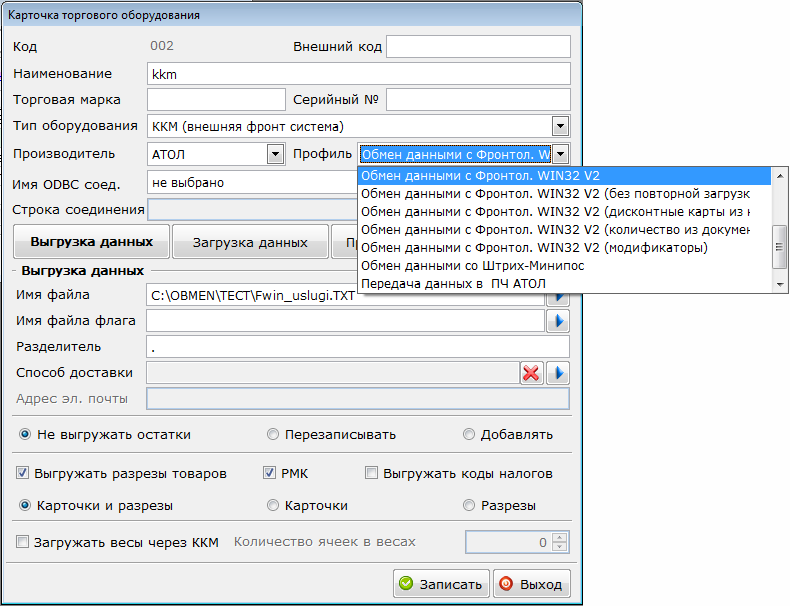 Карточка торгового оборудования
Код 002 Внешний код
Наименование kkm
Торговая марка Серийный №
Тип оборудования ККМ (внешняя фронт система)
Производитель АТОЛ Профиль Обмен данными с Фронтол. W
Имя ODBC соед. не выбрано
Обмен данными с Фронтол. WIN32 V2
Обмен данными с Фронтол. WIN32 V2 (без повторной загрузк
Обмен данными с Фронтол. WIN32 V2 (дисконтные карты из н
Обмен данными с Фронтол. WIN32 V2 (количество из докумен
Обмен данными с Фронтол. WIN32 V2 (модификаторы)
Обмен данными со Штрих-Минипос
Передача данных в ПЧ АТОЛ
Строка соединения
Выгрузка данных Загрузка данных Пр
Выгрузка данных
Имя файла C:\OBMEN\ТЕСТ\Fwin_uslugi.TXT
Имя файла флага
Разделитель .
Способ доставки
Адрес эл. почты
Не выгружать остатки Перезаписывать Добавлять
Выгружать разрезы товаров РМК Выгружать коды налогов
Карточки и разрезы Карточки Разрезы
Загружать весы через ККМ Количество ячеек в весах 0
Записать Выход